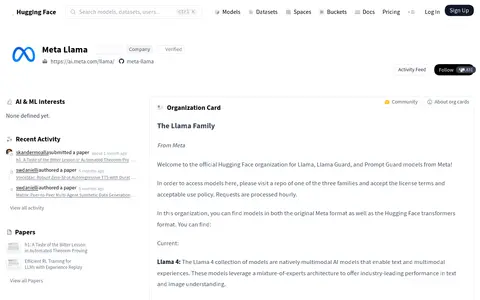 Hugging Face
Search models, datasets, users...
Models
Datasets
Spaces
Buckets
Docs
Pricing
Log In
Sign Up
Meta Llama
Company
Verified
https://ai.meta.com/llama/
meta-llama
Activity Feed
Follow
AI & ML interests
None defined yet.
Recent Activity
skandermoalla submitted a paper
swdanielli authored a paper
swdanielli authored a paper
View all activity
Papers
in Automated Theorem Proving
Efficient RL Training for
LLMs with Experience Replay
View all Papers
Community
About org cards
Organization Card
The Llama Family
From Meta
Welcome to the official Hugging Face organization for Llama, Llama Guard, and Prompt Guard models from Meta!
In order to access models here, please visit a repo of one of the three families and accept the license terms and
acceptable use policy. Requests are processed hourly.
In this organization, you can find models in both the original Meta format as well as the Hugging Face transformers
format. You can find:
Current:
Llama 4: The Llama 4 collection of models are natively multimodal AI models that enable text and multimodal
experiences. These models leverage a mixture-of-experts architecture to offer industry-leading performance in text
and image understanding.